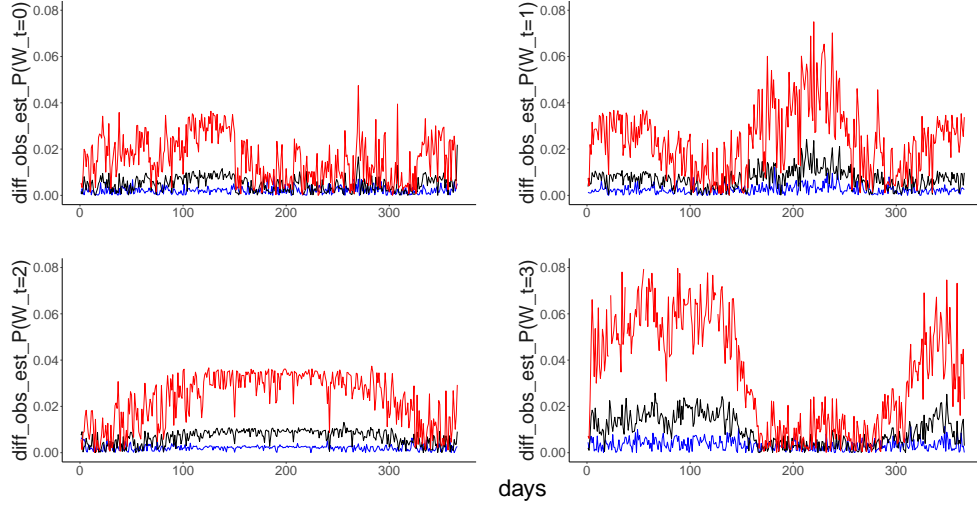 diff_obs_est_P(W_t=0)
0.08
0.06
0.04
0.02
0.00
0 100 200 300
diff_obs_est_P(W_t=1)
0.08
0.06
0.04
0.02
0.00
0 100 200 300
diff_obs_est_P(W_t=2)
0.08
0.06
0.04
0.02
0.00
0 100 200 300
diff_obs_est_P(W_t=3)
0.08
0.06
0.04
0.02
0.00
0 100 200 300
days